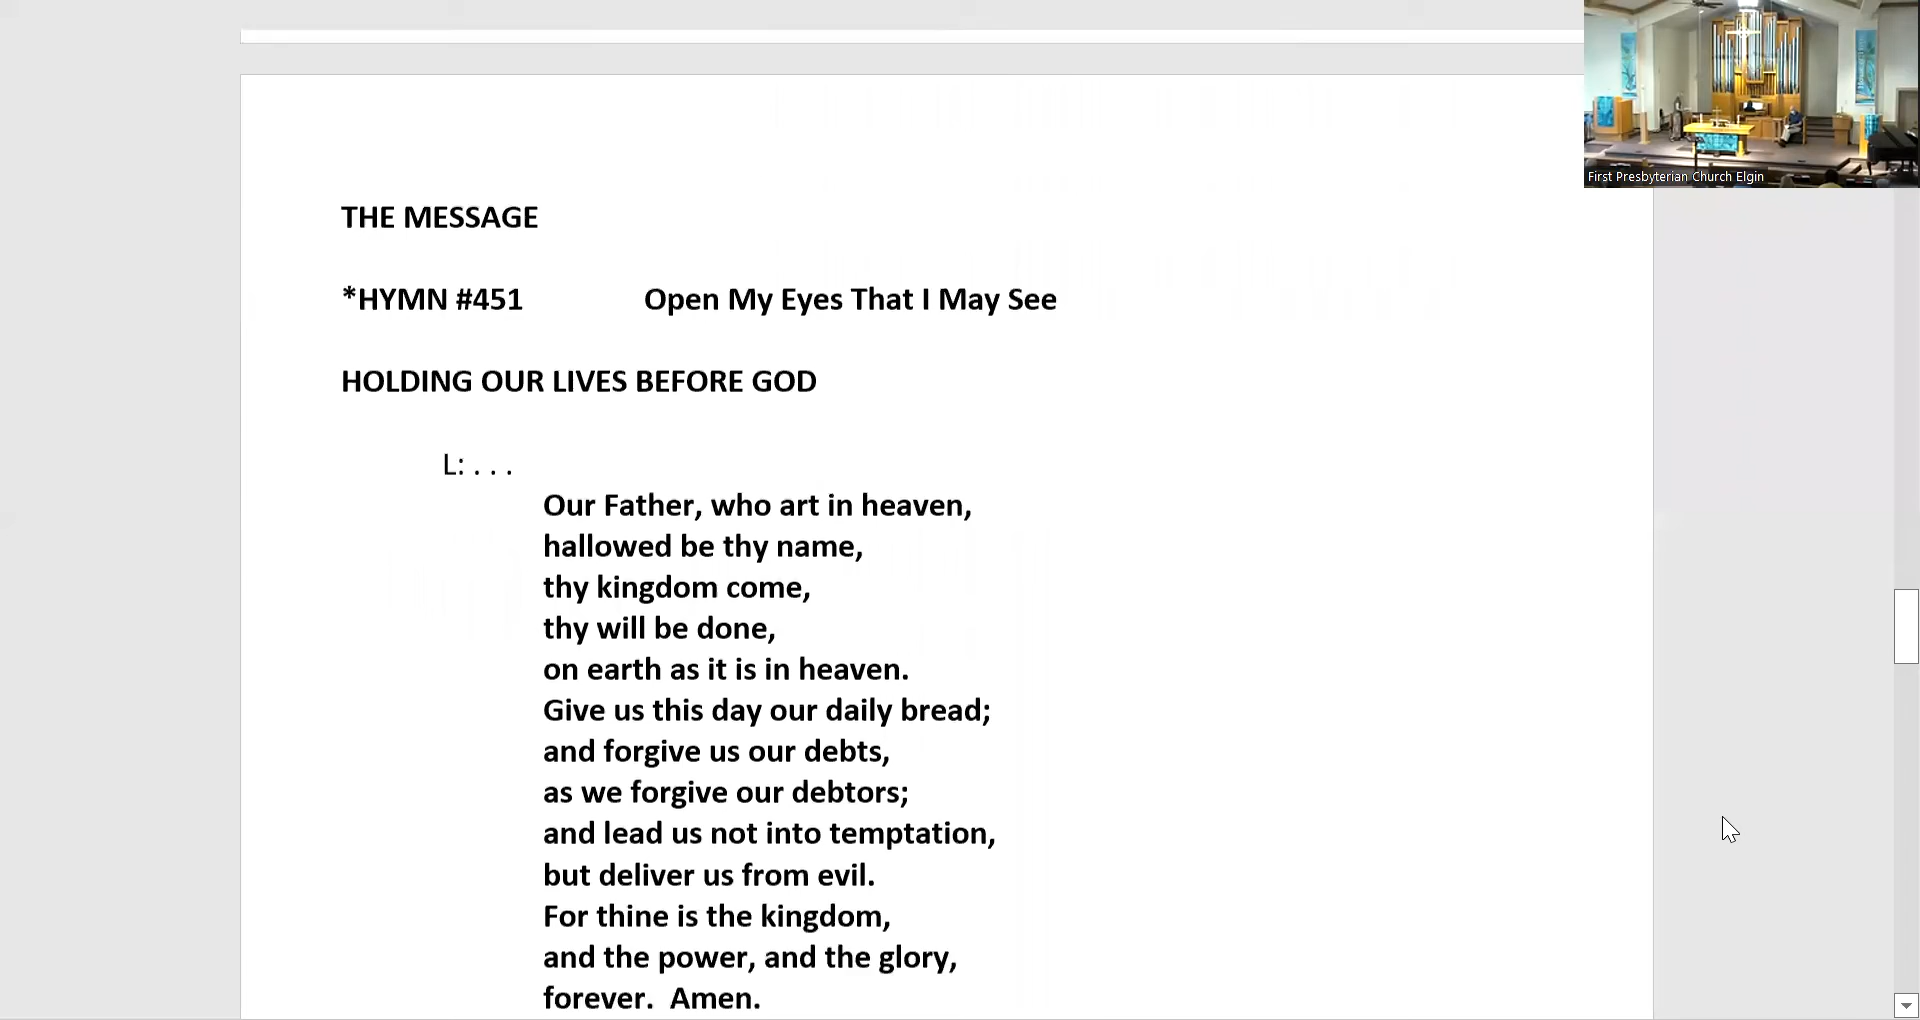 First Presbyterian Church Elgin
THE MESSAGE
*HYMN #451 Open My Eyes That I May See
HOLDING OUR LIVES BEFORE GOD
L: . . .
Our Father, who art in heaven,
hallowed be thy name,
thy kingdom come,
thy will be done,
on earth as it is in heaven.
Give us this day our daily bread;
and forgive us our debts,
as we forgive our debtors;
and lead us not into temptation,
but deliver us from evil.
For thine is the kingdom,
and the power, and the glory,
forever.  Amen.